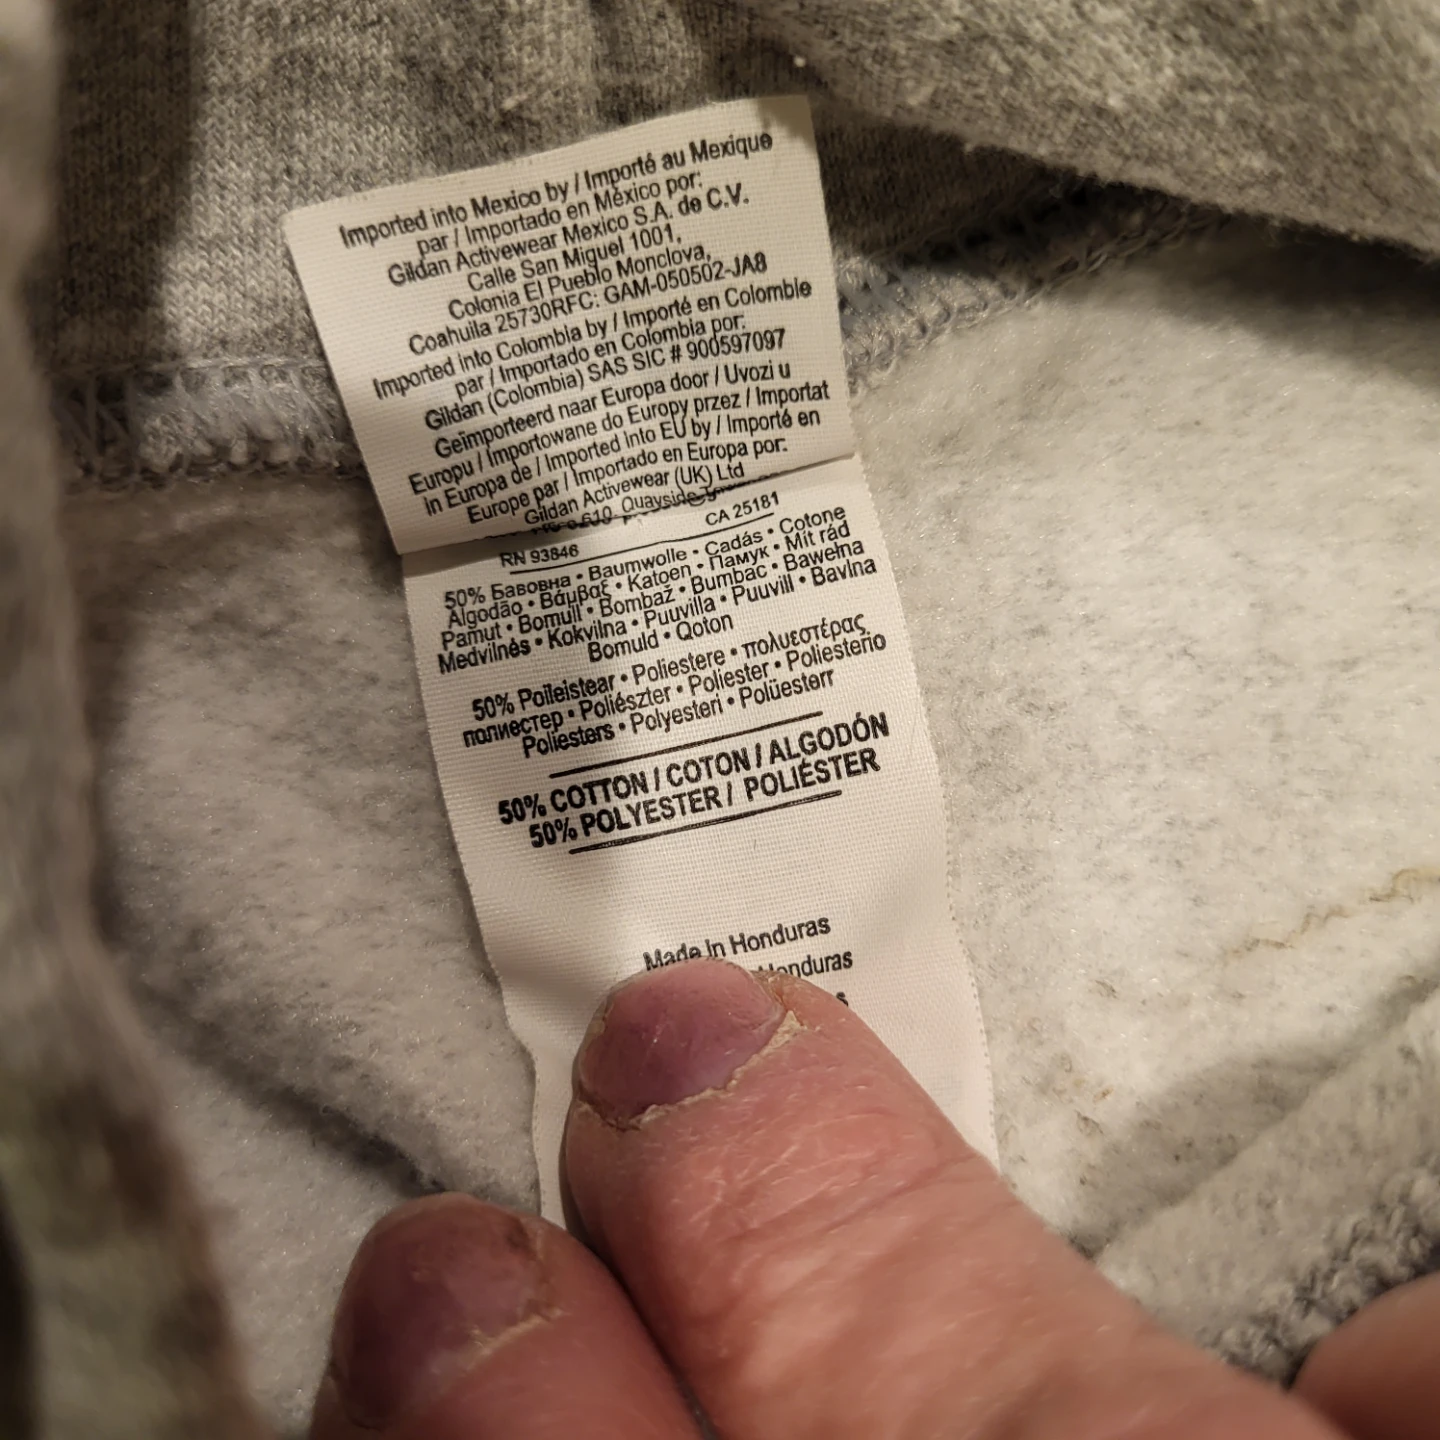 Imported into Mexico by / Importé au Mexique
par / Importado en México por:
Gildan Activewear Mexico S.A. de C.V.
Calle San Miguel 1001,
Colonia El Pueblo Monclova,
Coahuila 25730RFC: GAM-050502-JA8
Imported into Colombia by / Importé en Colombie
par / Importado en Colombia por:
Gildan (Colombia) SAS SIC # 900597097
Geïmporteerd naar Europa door / Uvozi u
Europu / Importowane do Europy przez / Importat
in Europa de / Imported into EU by / Importé en
Europe par / Importado en Europa por:
Gildan Activewear (UK) Ltd
610, Quayside
RN 93846 CA 25181
50% Бавовна • Baumwolle • Cadás • Cotone
Algodão • Βάμβαξ • Katoen • Памук • Mit rád
Pamut • Bomull • Bombaž • Bumbac • Bawełna
Medvilnės • Kokvilna • Puuvilla • Puuvill • Bavlna
Bomuld • Qoton
50% Poileistear • Poliestere • πολυεστέρας
полиестер • Poliészter • Poliester • Poliesterio
Poliesters • Polyesteri • Polüesterr
50% COTTON / COTON / ALGODÓN
50% POLYESTER / POLIÉSTER
Made in Honduras
Honduras